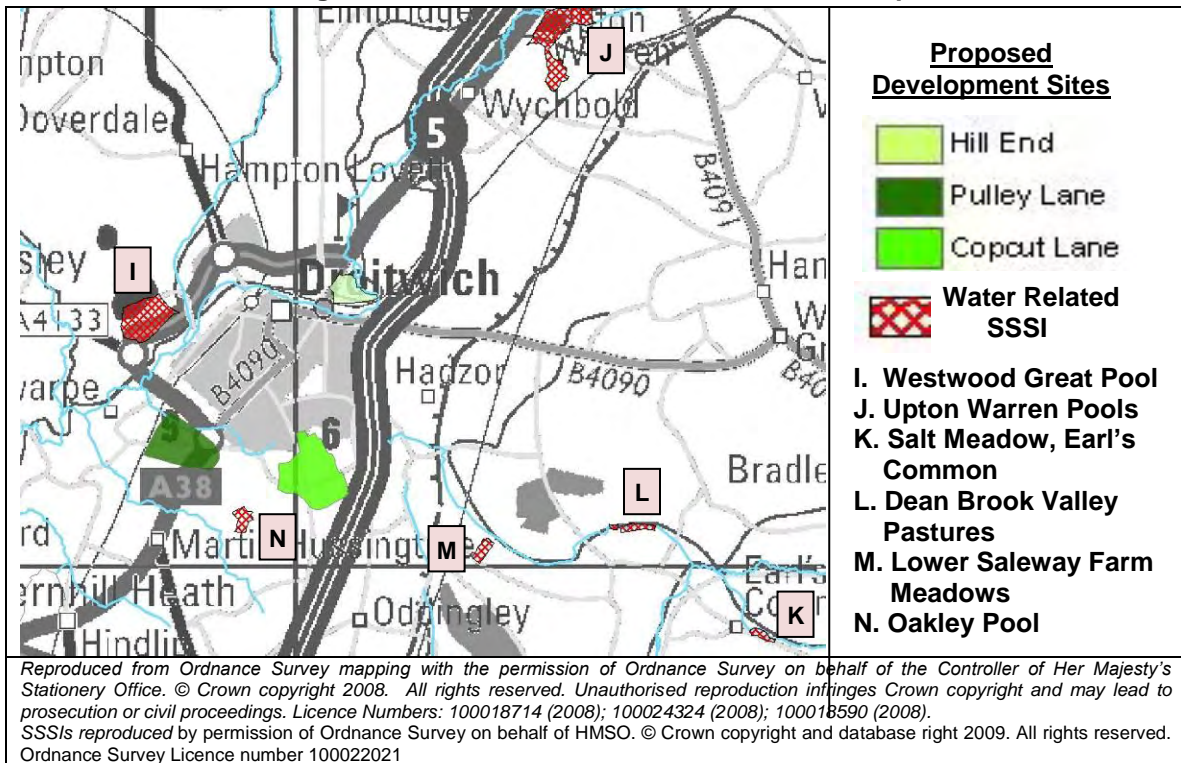 Wychbold
Doverdale
Hampton Lovett
J
5
B4091
I
A4133
Droitwich
B4090
Hadzor
B4090
6
A38
L
N
M
Oddingley
K
Proposed
Development Sites
Hill End
Pulley Lane
Copcut Lane
Water Related
SSSI
I. Westwood Great Pool
J. Upton Warren Pools
K. Salt Meadow, Earl's
Common
L. Dean Brook Valley
Pastures
M. Lower Saleway Farm
Meadows
N. Oakley Pool
Reproduced from Ordnance Survey mapping with the permission of Ordnance Survey on behalf of the Controller of Her Majesty's
Stationery Office. © Crown copyright 2008. All rights reserved. Unauthorised reproduction infringes Crown copyright and may lead to
prosecution or civil proceedings. Licence Numbers: 100018714 (2008); 100024324 (2008); 100018590 (2008).
SSSIs reproduced by permission of Ordnance Survey on behalf of HMSO. © Crown copyright and database right 2009. All rights reserved.
Ordnance Survey Licence number 100022021